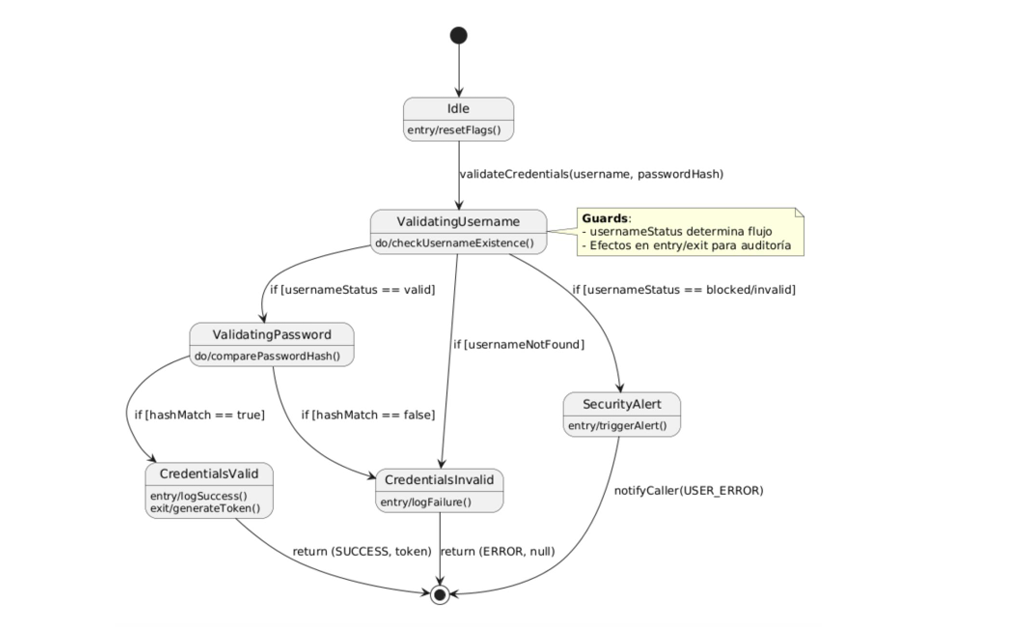 Idle
entry/resetFlags()
validateCredentials(username, passwordHash)
ValidatingUsername
do/checkUsernameExistence()
Guards:
- usernameStatus determina flujo
- Efectos en entry/exit para auditoría
if [usernameStatus == valid]
if [usernameStatus == blocked/invalid]
ValidatingPassword
do/comparePasswordHash()
if [usernameNotFound]
SecurityAlert
entry/triggerAlert()
if [hashMatch == true]
if [hashMatch == false]
CredentialsValid
entry/logSuccess()
exit/generateToken()
CredentialsInvalid
entry/logFailure()
notifyCaller(USER_ERROR)
return (SUCCESS, token)
return (ERROR, null)